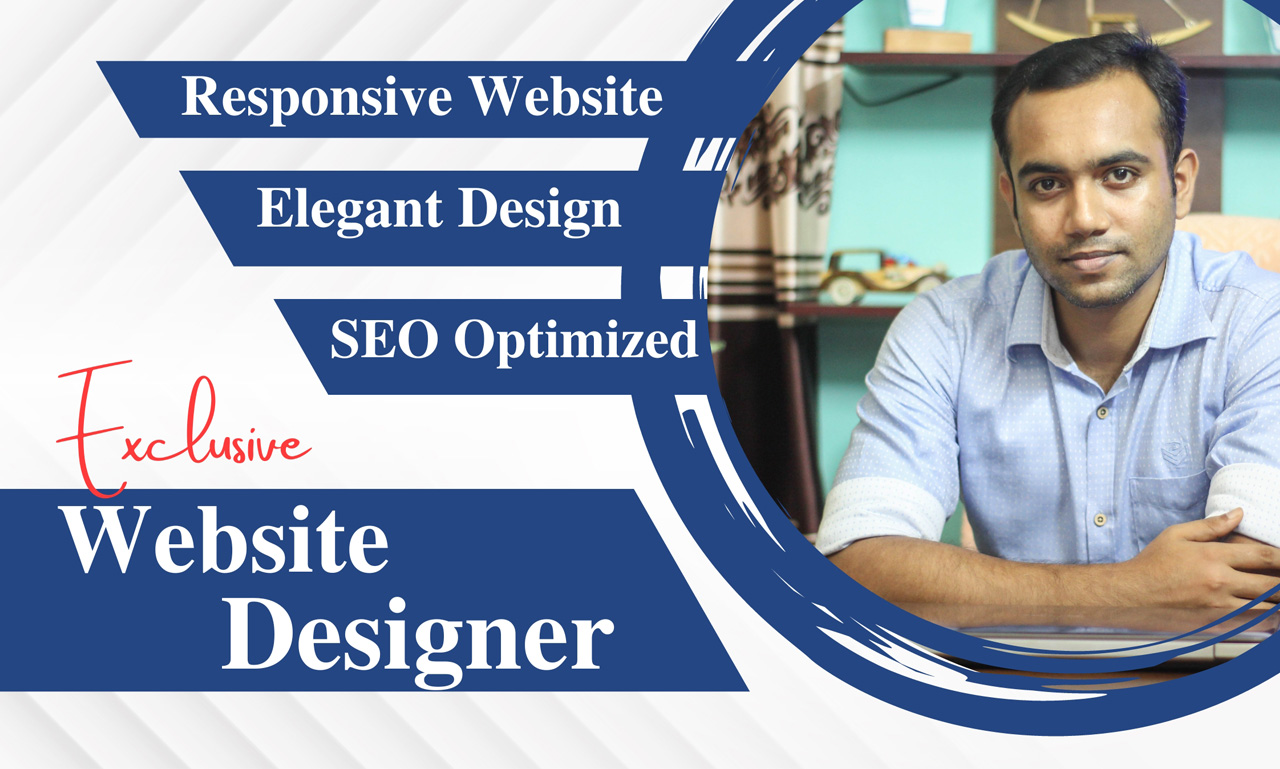 Responsive Website
Elegant Design
SEO Optimized
Exclusive
Website
Designer